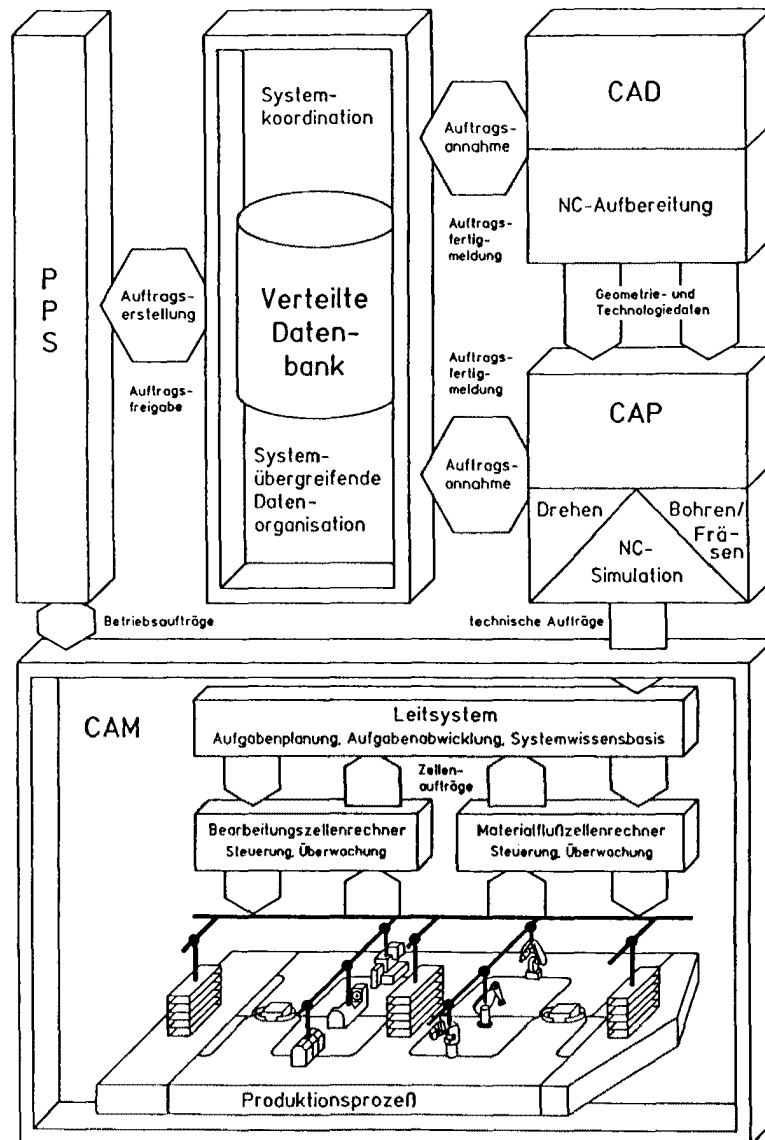 P
P
S
System-
koordination
Verteilte
Daten-
bank
System-
übergreifende
Daten-
organisation
Auftrags-
erstellung
Auftrags-
freigabe
Auftrags-
annahme
Auftrags-
fertig-
meldung
CAD
NC-Aufbereitung
Geometrie- und
Technologiedaten
Auftrags-
fertig-
meldung
Auftrags-
annahme
CAP
Drehen
Bohren/
Frä-
sen
NC-
Simulation
Betriebsaufträge
technische Aufträge
CAM
Leitsystem
Aufgabenplanung, Aufgabenabwicklung, Systemwissensbasis
Zellen-
aufträge
Bearbeitungszellenrechner
Steuerung, Überwachung
Materialflußzellenrechner
Steuerung, Überwachung
Produktionsprozeß